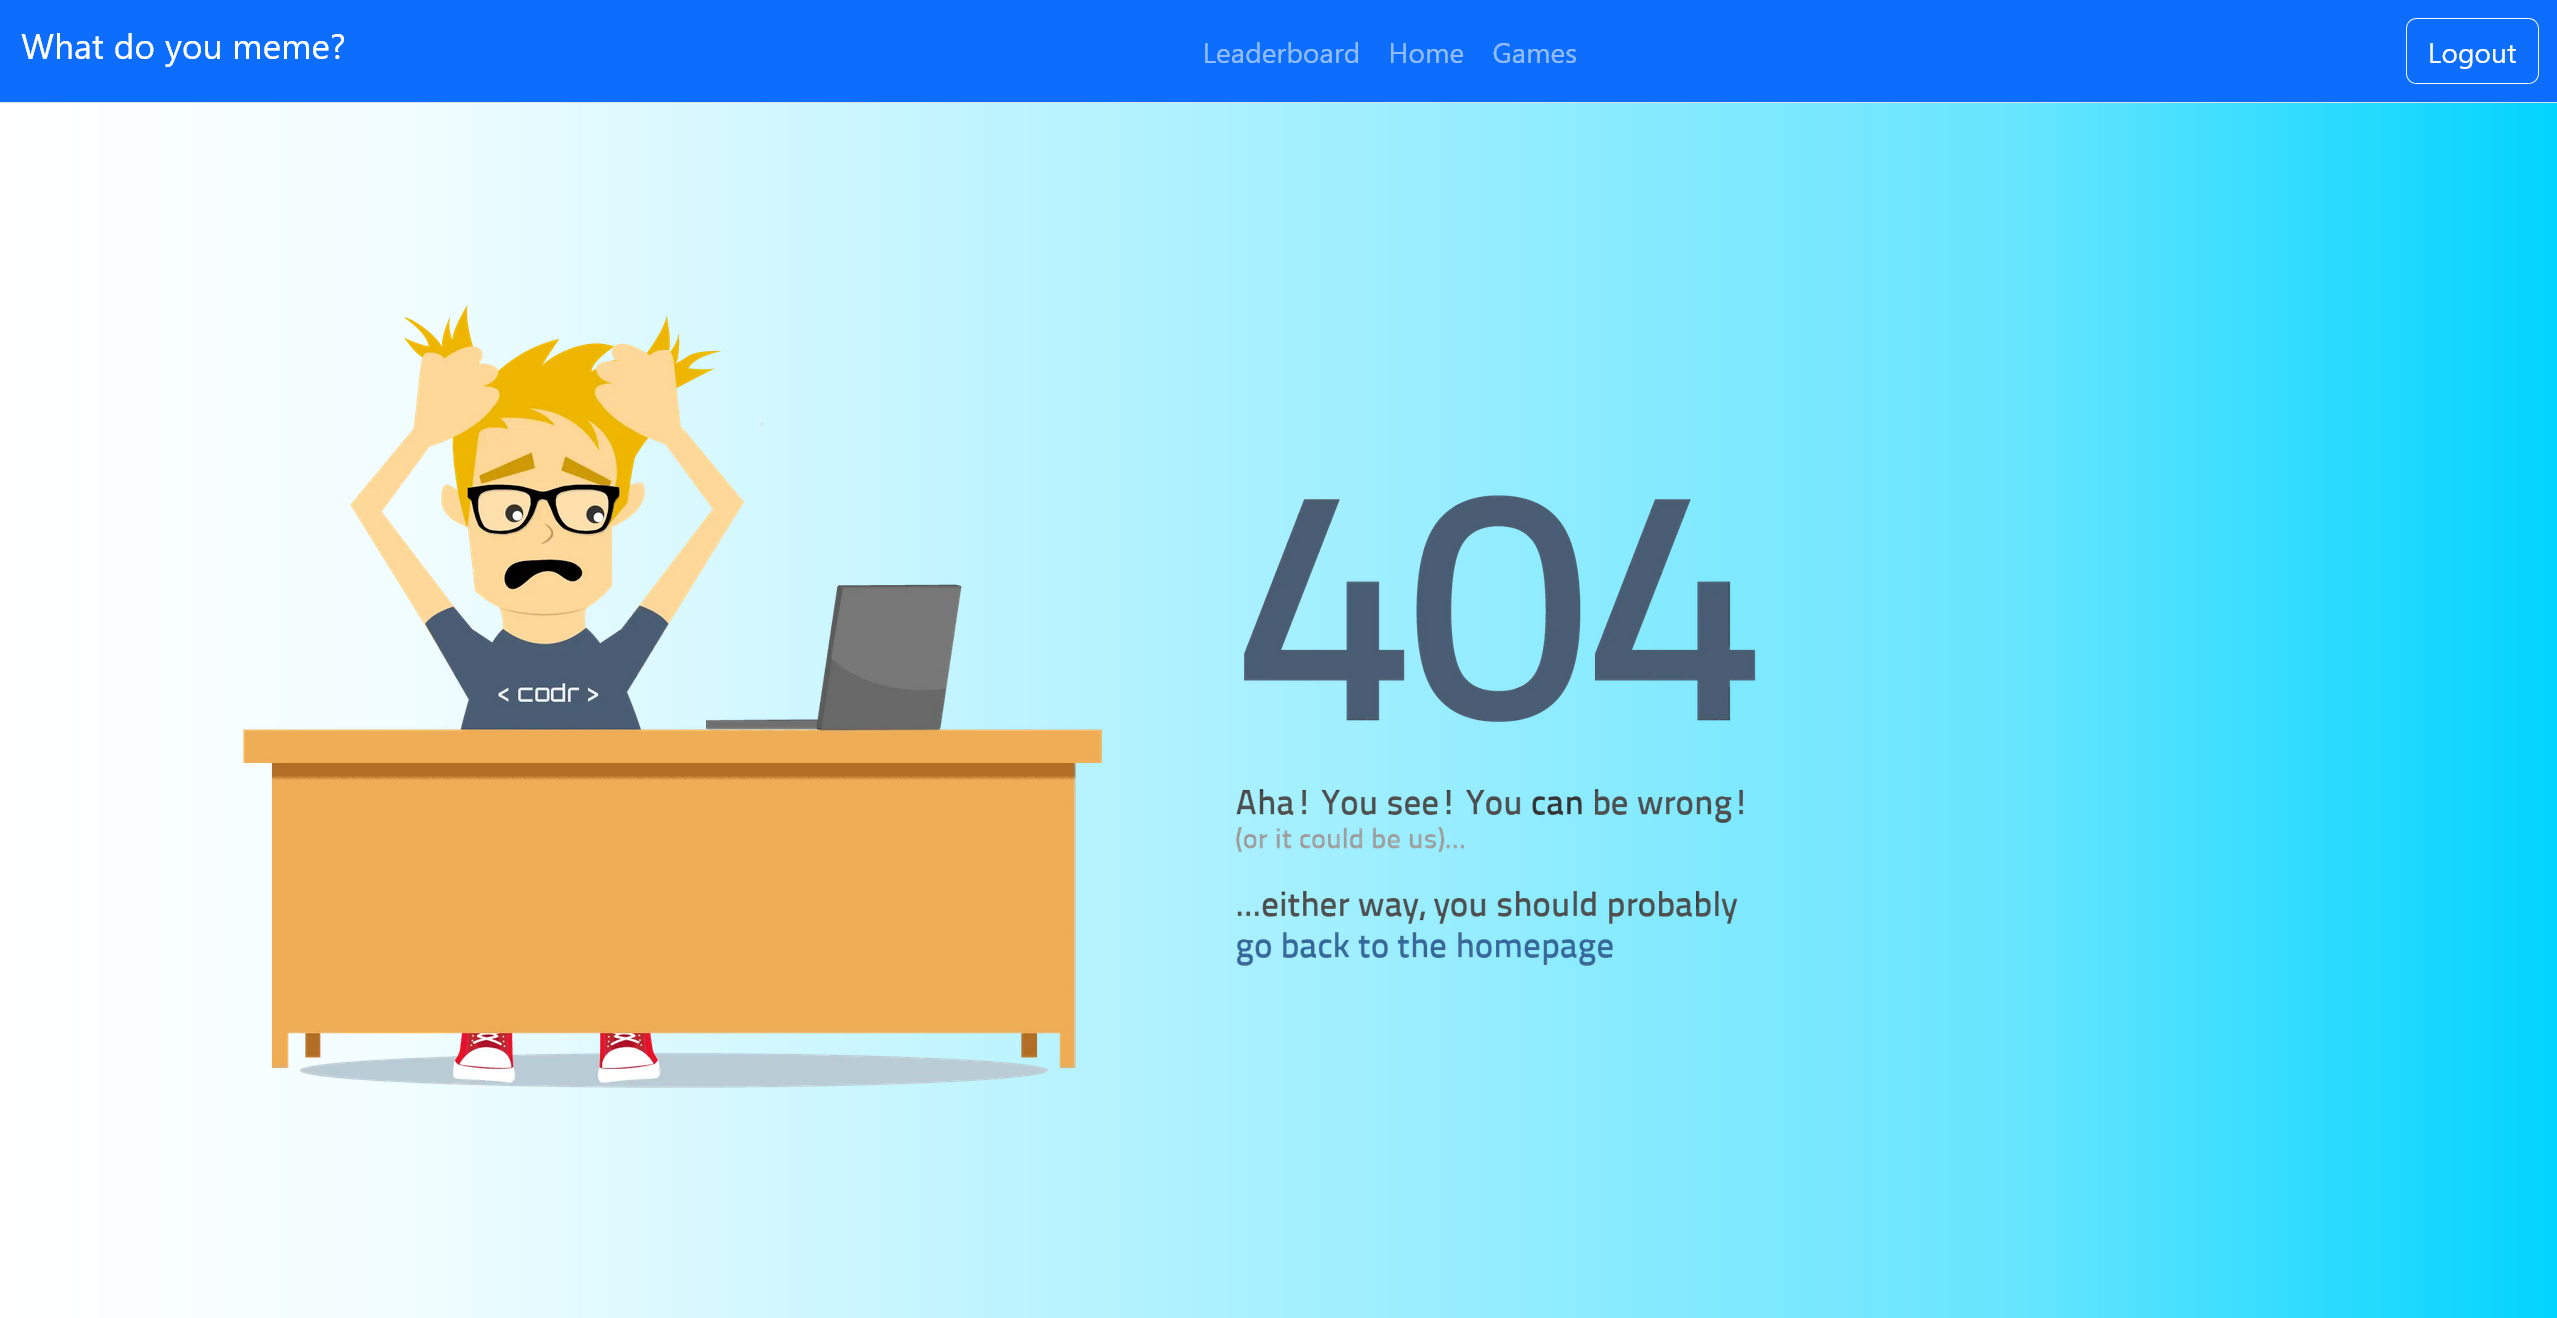 What do you meme?
Leaderboard Home Games
Logout
< codr >
404
Aha! You see! You can be wrong!
(or it could be us)...
...either way, you should probably
go back to the homepage